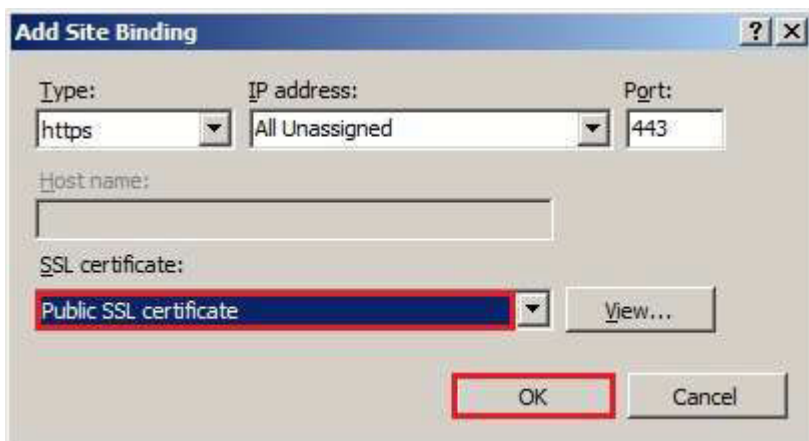 Add Site Binding
Type: IP address: Port:
https All Unassigned 443
Host name:
SSL certificate:
Public SSL certificate View...
OK Cancel